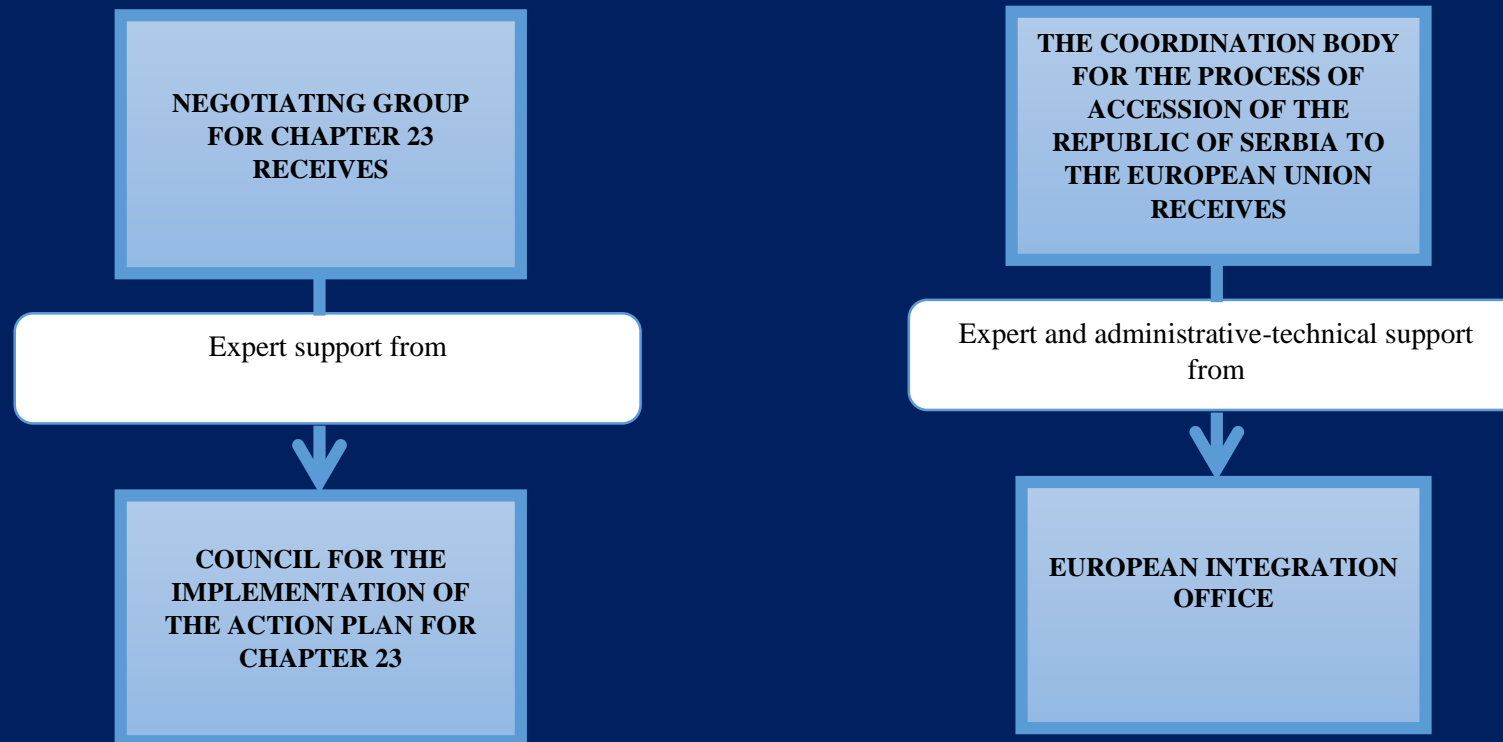 NEGOTIATING GROUP
FOR CHAPTER 23
RECEIVES
Expert support from
COUNCIL FOR THE
IMPLEMENTATION OF
THE ACTION PLAN FOR
CHAPTER 23
THE COORDINATION BODY
FOR THE PROCESS OF
ACCESSION OF THE
REPUBLIC OF SERBIA TO
THE EUROPEAN UNION
RECEIVES
Expert and administrative-technical support
from
EUROPEAN INTEGRATION
OFFICE